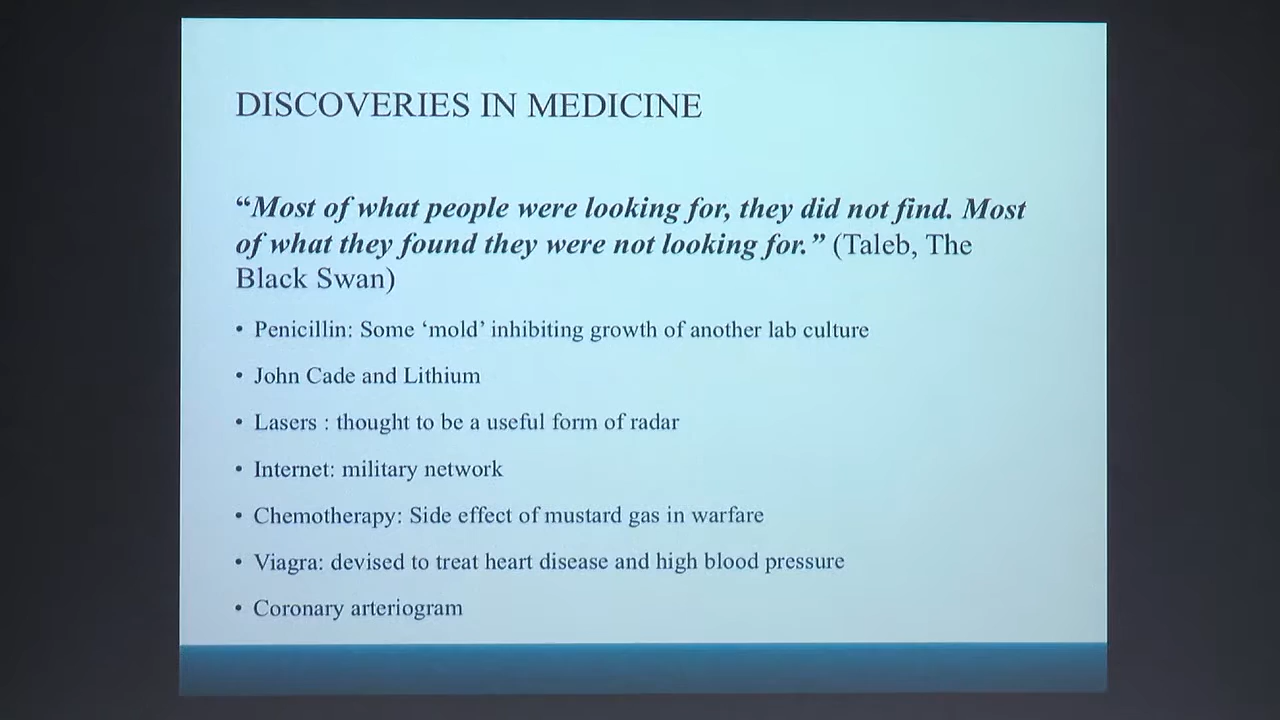 DISCOVERIES IN MEDICINE
“Most of what people were looking for, they did not find. Most
of what they found they were not looking for.” (Taleb, The
Black Swan)
• Penicillin: Some ‘mold’ inhibiting growth of another lab culture
• John Cade and Lithium
• Lasers : thought to be a useful form of radar
• Internet: military network
• Chemotherapy: Side effect of mustard gas in warfare
• Viagra: devised to treat heart disease and high blood pressure
• Coronary arteriogram